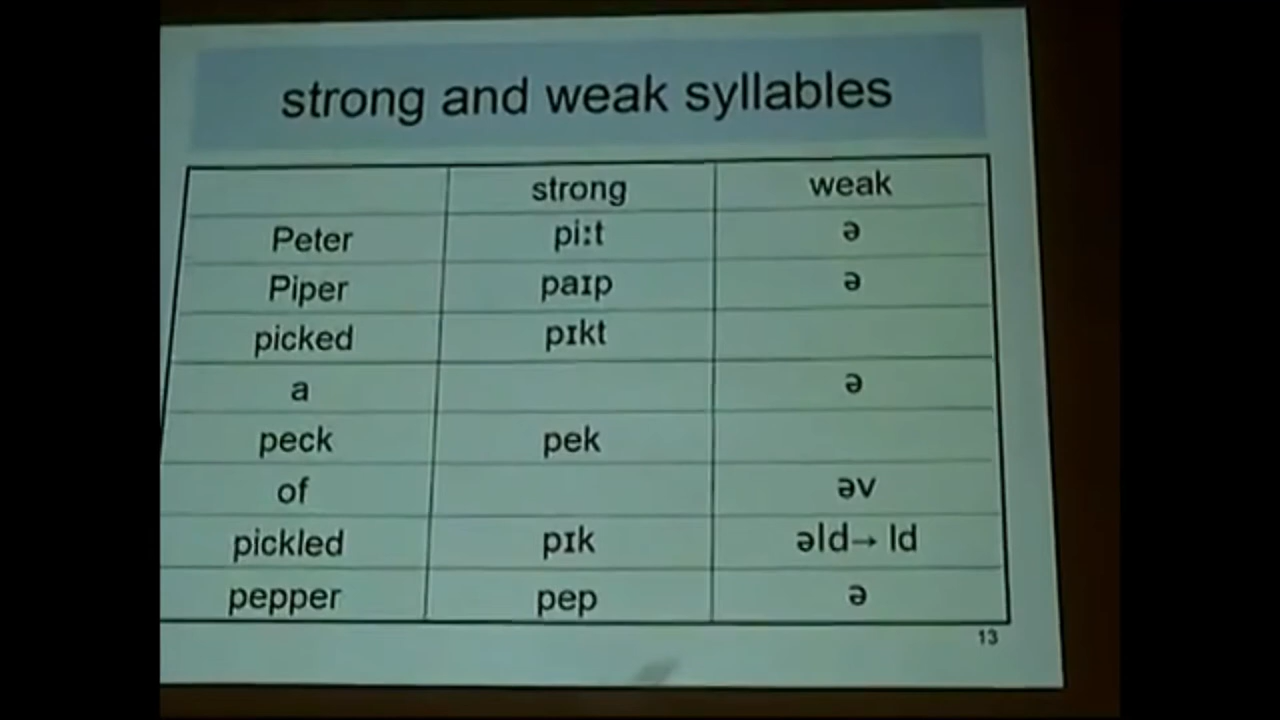 strong and weak syllables
strong weak
Peter piːt ə
Piper paɪp ə
picked pɪkt
a ə
peck pek
of əv
pickled pɪk əld→ ld
pepper pep ə
13